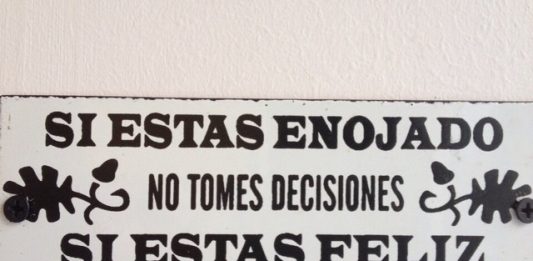 SI ESTAS ENOJADO
NO TOMES DECISIONES
SI ESTAS FELIZ